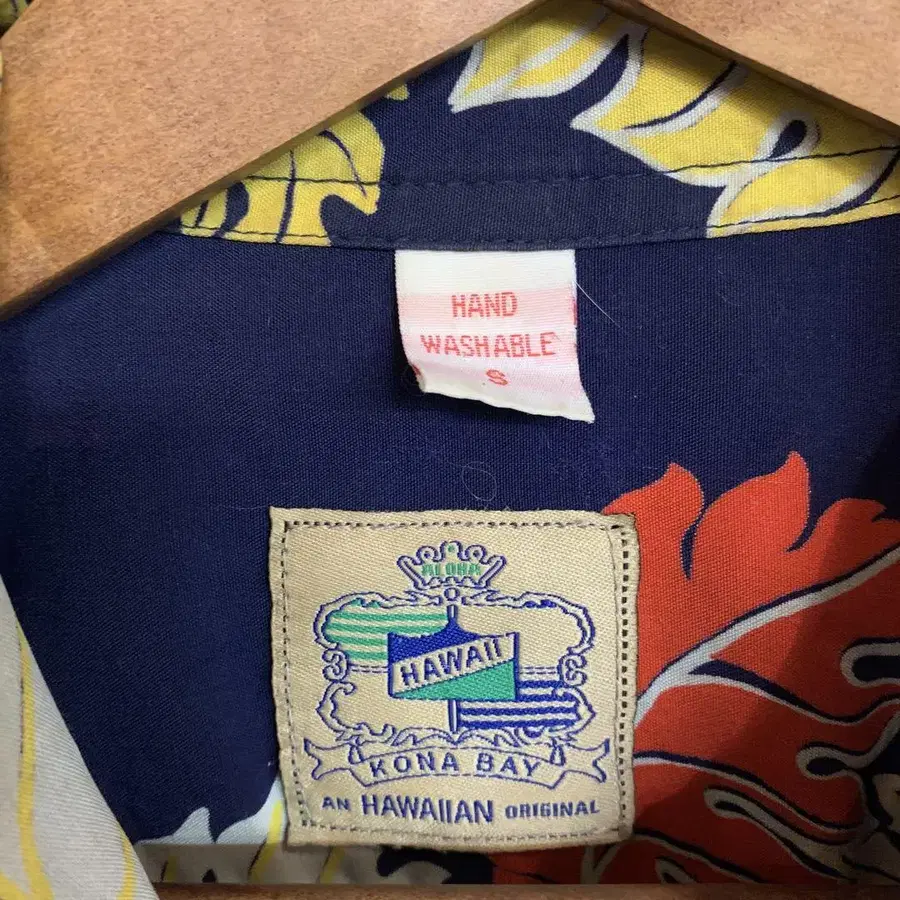 HAND
WASHABLE
S
ALOHA
HAWAII
KONA BAY
AN HAWAIIAN ORIGINAL